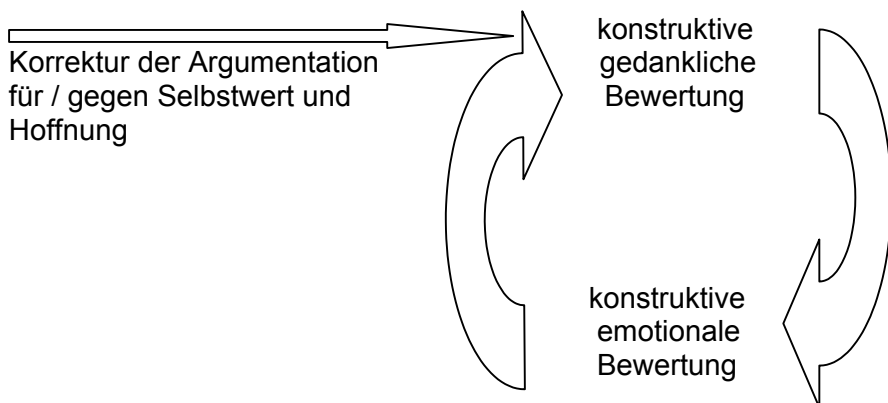 Korrektur der Argumentation
für / gegen Selbstwert und
Hoffnung
konstruktive
gedankliche
Bewertung
konstruktive
emotionale
Bewertung